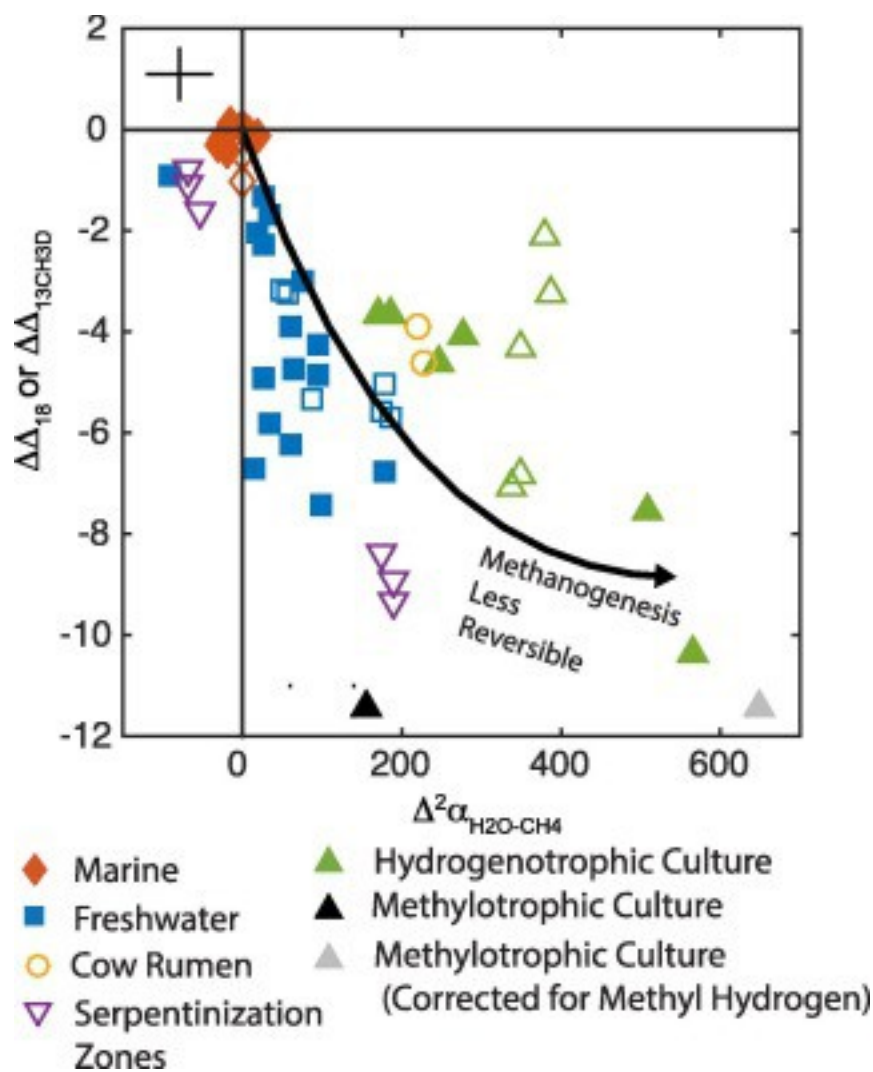 2
0
-2
-4
-6
-8
-10
-12
ΔΔ18 or ΔΔ13CH3D
Methanogenesis
Less
Reversible
0
200
400
600
Δ²αH2O-CH4
Marine
Freshwater
Cow Rumen
Serpentinization
Zones
Hydrogenotrophic Culture
Methylotrophic Culture
Methylotrophic Culture
(Corrected for Methyl Hydrogen)